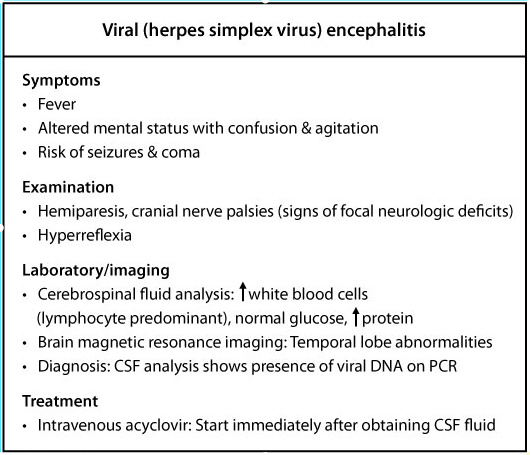 Viral (herpes simplex virus) encephalitis
Symptoms
• Fever
• Altered mental status with confusion & agitation
• Risk of seizures & coma
Examination
• Hemiparesis, cranial nerve palsies (signs of focal neurologic deficits)
• Hyperreflexia
Laboratory/imaging
• Cerebrospinal fluid analysis: ↑white blood cells
(lymphocyte predominant), normal glucose, ↑protein
• Brain magnetic resonance imaging: Temporal lobe abnormalities
• Diagnosis: CSF analysis shows presence of viral DNA on PCR
Treatment
• Intravenous acyclovir: Start immediately after obtaining CSF fluid